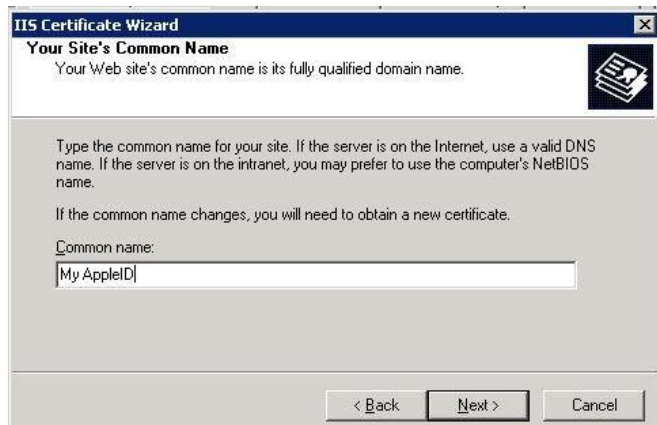 IIS Certificate Wizard
Your Site's Common Name
Your Web site's common name is its fully qualified domain name.
Type the common name for your site. If the server is on the Internet, use a valid DNS
name. If the server is on the intranet, you may prefer to use the computer's NetBIOS
name.
If the common name changes, you will need to obtain a new certificate.
Common name:
My AppleID
< Back Next > Cancel